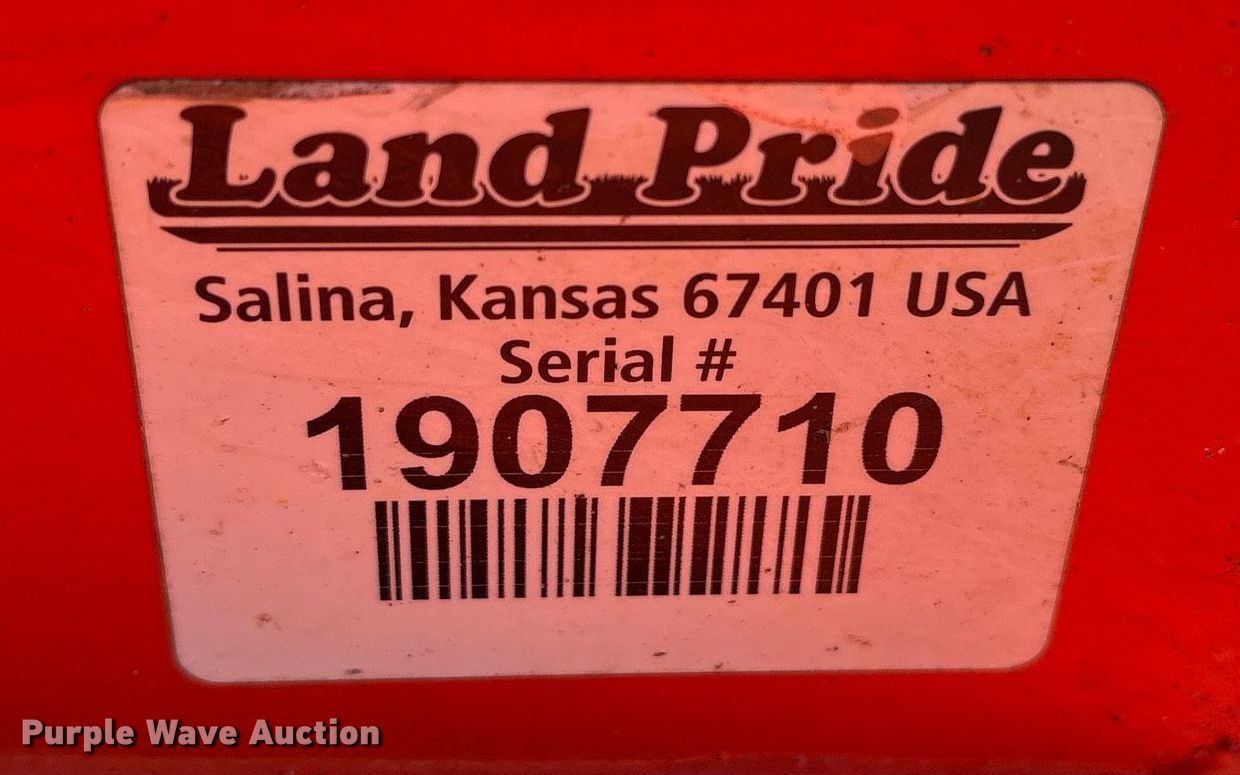 Land Pride
Salina, Kansas 67401 USA
Serial #
1907710
Purple Wave Auction